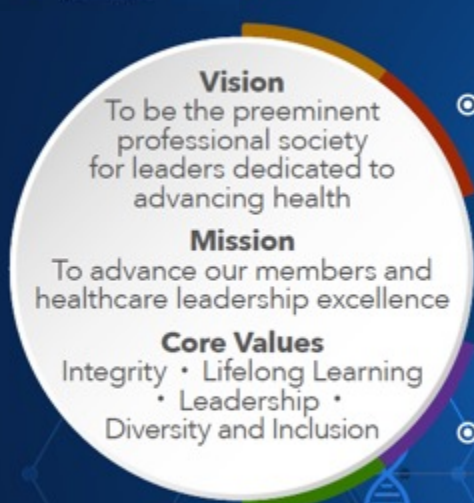 Vision
To be the preeminent
professional society
for leaders dedicated to
advancing health
Mission
To advance our members and
healthcare leadership excellence
Core Values
Integrity • Lifelong Learning
• Leadership •
Diversity and Inclusion